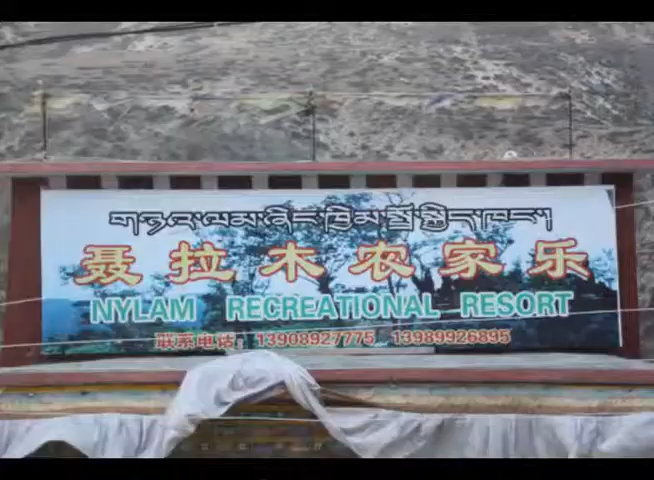 གཉའ་ལམ་ཞིང་ཁྱིམ་སྤྲོ་སྐྱིད་ཁང་།
聂拉木农家乐
NYLAM RECREATIONAL RESORT
联系电话：13908927775 13989926895